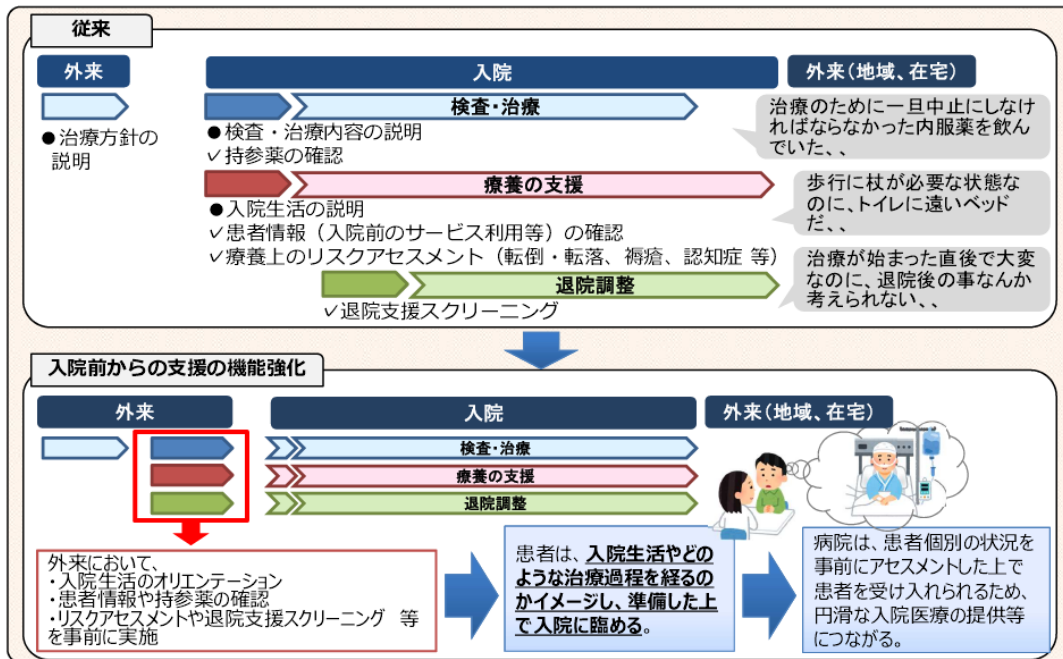 従来
外来
入院
外来(地域、在宅)
検査・治療
●治療方針の
説明
●検査・治療内容の説明
✓持参薬の確認
治療のために一旦中止にしなけ
ればならなかった内服薬を飲ん
でいた、、
療養の支援
●入院生活の説明
✓患者情報（入院前のサービス利用等）の確認
✓療養上のリスクアセスメント（転倒・転落、褥瘡、認知症 等）
歩行に杖が必要な状態な
のに、トイレに遠いベッド
だ、、
退院調整
✓退院支援スクリーニング
治療が始まった直後で大変
なのに、退院後の事なんか
考えられない、、
入院前からの支援の機能強化
外来
入院
外来(地域、在宅)
検査・治療
療養の支援
退院調整
外来において、
・入院生活のオリエンテーション
・患者情報や持参薬の確認
・リスクアセスメントや退院支援スクリーニング 等
を事前に実施
患者は、入院生活やどの
ような治療過程を経るの
かイメージし、準備した上
で入院に臨める。
病院は、患者個別の状況を
事前にアセスメントした上で
患者を受け入れられるため、
円滑な入院医療の提供等
につながる。